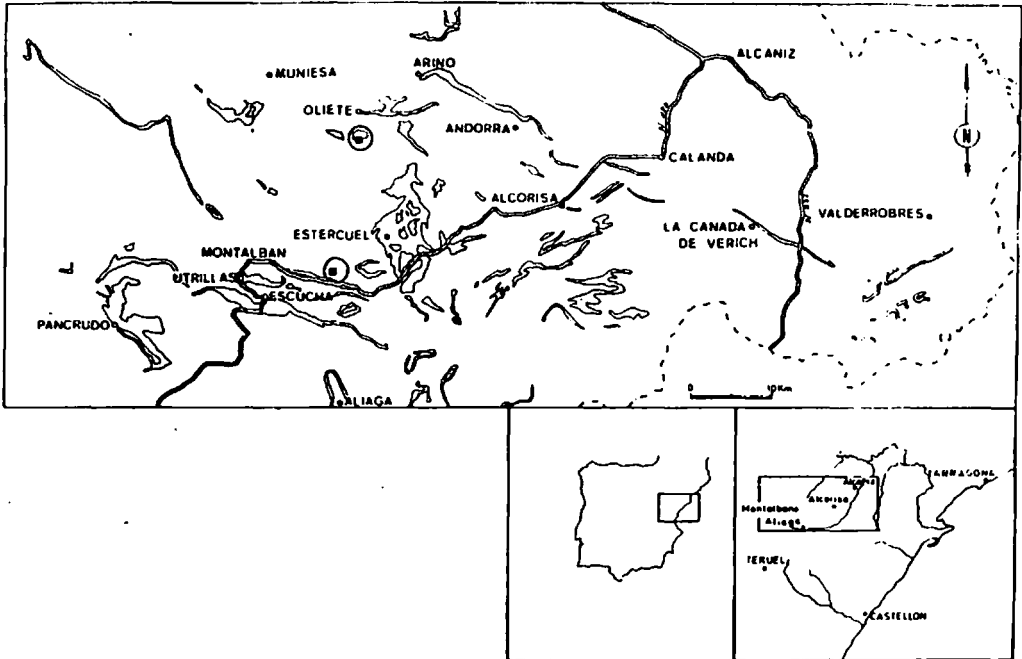 ALCANIZ
ARINO
MUNIESA
OLIETE
ANDORRA
N
CALANDA
ALCORISA
VALDERROBRES
LA CANADA
DE VERICH
ESTERCUEL
MONTALBAN
UTRILLAS
ESCUCHA
PANCRUDO
ALIAGA
0 10Km
TARRAGONA
Alcorisa
Montalbano
Aliaga
TERUEL
CASTELLON